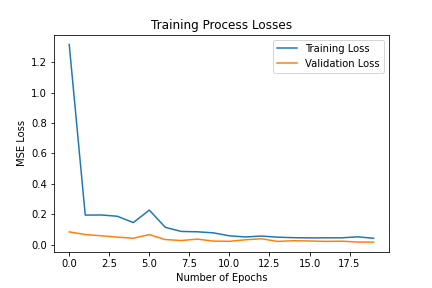 Training Process Losses
Training Loss
Validation Loss
MSE Loss
1.2
1.0
0.8
0.6
0.4
0.2
0.0
0.0 2.5 5.0 7.5 10.0 12.5 15.0 17.5
Number of Epochs